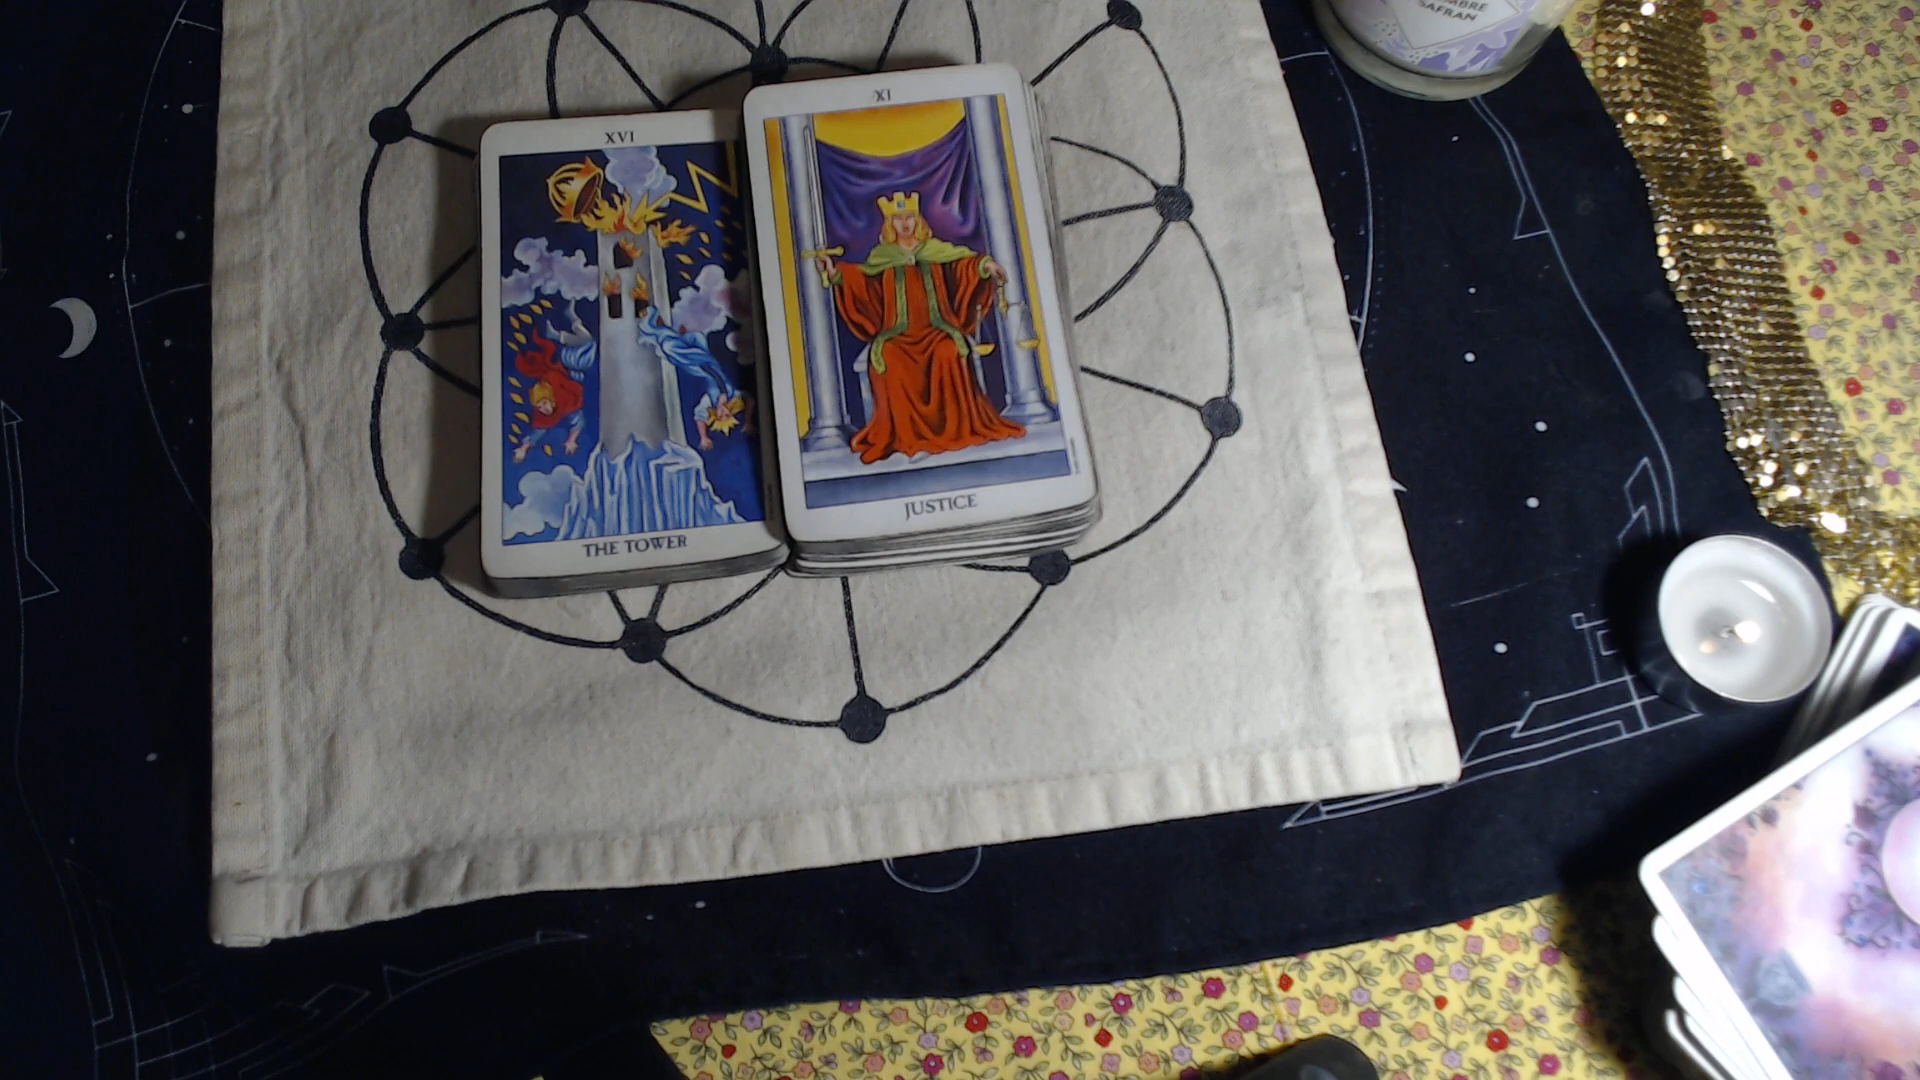 XVI
THE TOWER
XI
JUSTICE
SAFRAN